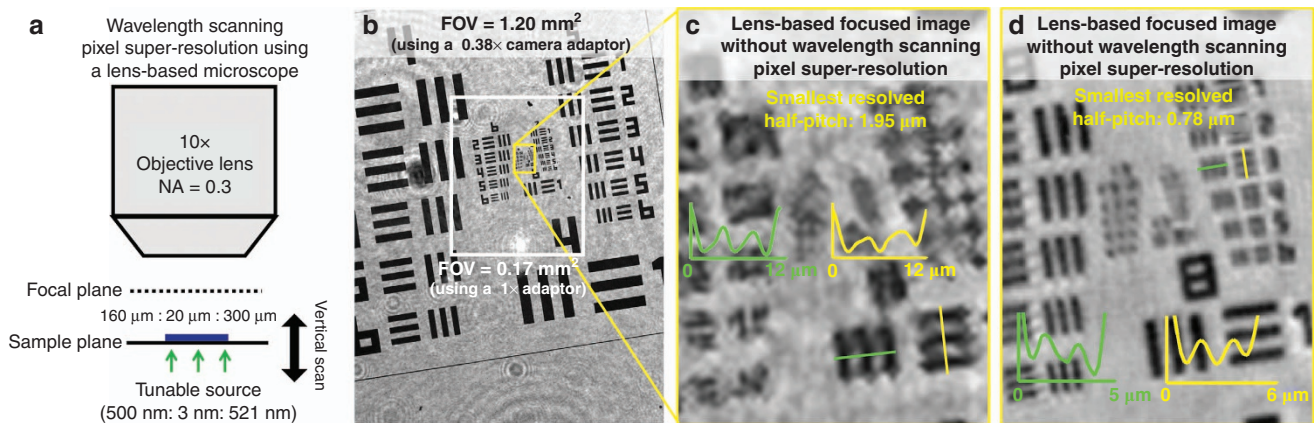 a
Wavelength scanning
pixel super-resolution using
a lens-based microscope
10×
Objective lens
NA = 0.3
Focal plane
160 μm : 20 μm : 300 μm
Sample plane
Vertical scan
Tunable source
(500 nm: 3 nm: 521 nm)
b
FOV = 1.20 mm²
(using a 0.38× camera adaptor)
FOV = 0.17 mm²
(using a 1× adaptor)
c
Lens-based focused image
without wavelength scanning
pixel super-resolution
Smallest resolved
half-pitch: 1.95 μm
0
0
12 μm
d
Lens-based focused image
without wavelength scanning
pixel super-resolution
Smallest resolved
half-pitch: 0.78 μm
8
0
5 μm
0
6 μm